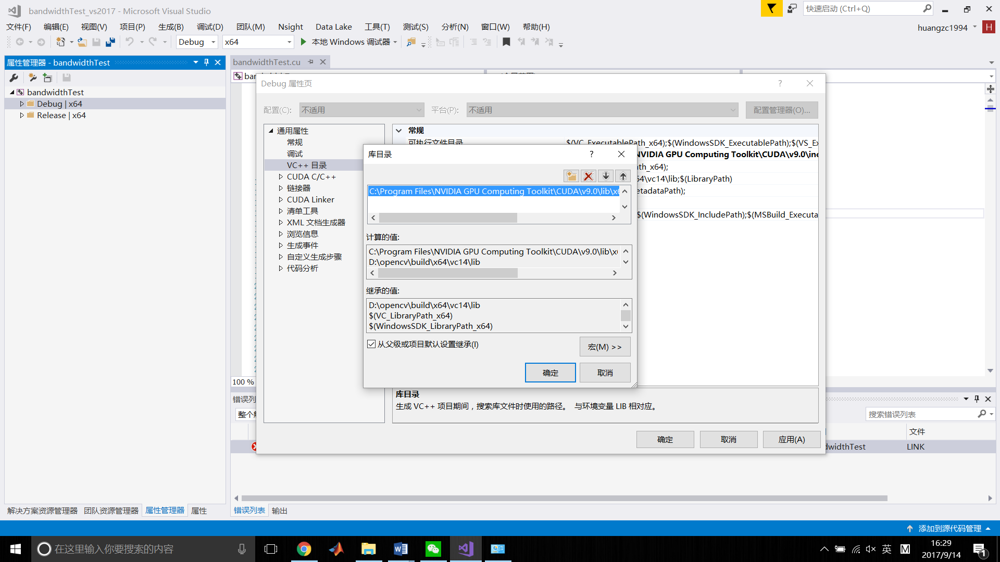 bandwidthTest_vs2017 - Microsoft Visual Studio
快速启动 (Ctrl+Q)
文件(F) 编辑(E) 视图(V) 项目(P) 生成(B) 调试(D) 团队(M) Nsight Data Lake 工具(T) 测试(S) 分析(N) 窗口(W) 帮助(H)
huangzc1994 H
Debug x64 本地 Windows 调试器
属性管理器 - bandwidthTest
bandwidthTest
Debug | x64
Release | x64
bandwidthTest.cu
Debug 属性页
?
配置(C): 不适用 平台(P): 不适用 配置管理器(O)...
通用属性
常规
调试
VC++ 目录
CUDA C/C++
链接器
CUDA Linker
清单工具
XML 文档生成器
浏览信息
生成事件
自定义生成步骤
代码分析
常规
可执行文件目录 $(VC_ExecutablePath_x64);$(WindowsSDK_ExecutablePath);$(VS_Ex
NVIDIA GPU Computing Toolkit\CUDA\v9.0\inc
th_x64);
4\vc14\lib;$(LibraryPath)
etadataPath);
$(WindowsSDK_IncludePath);$(MSBuild_Executa
库目录
?
C:\Program Files\NVIDIA GPU Computing Toolkit\CUDA\v9.0\lib\x6
计算的值:
C:\Program Files\NVIDIA GPU Computing Toolkit\CUDA\v9.0\lib\x6
D:\opencv\build\x64\vc14\lib
继承的值:
D:\opencv\build\x64\vc14\lib
$(VC_LibraryPath_x64)
$(WindowsSDK_LibraryPath_x64)
从父级或项目默认设置继承(I)
宏(M) >>
确定 取消
库目录
生成 VC++ 项目期间，搜索库文件时使用的路径。 与环境变量 LIB 相对应。
确定 取消 应用(A)
100 %
错误列
整个
搜索错误列表
文件
dwidthTest LINK
解决方案资源管理器 团队资源管理器 属性管理器 属性
错误列表 输出
添加到源代码管理
在这里输入你要搜索的内容
英 M
16:29
2017/9/14
1